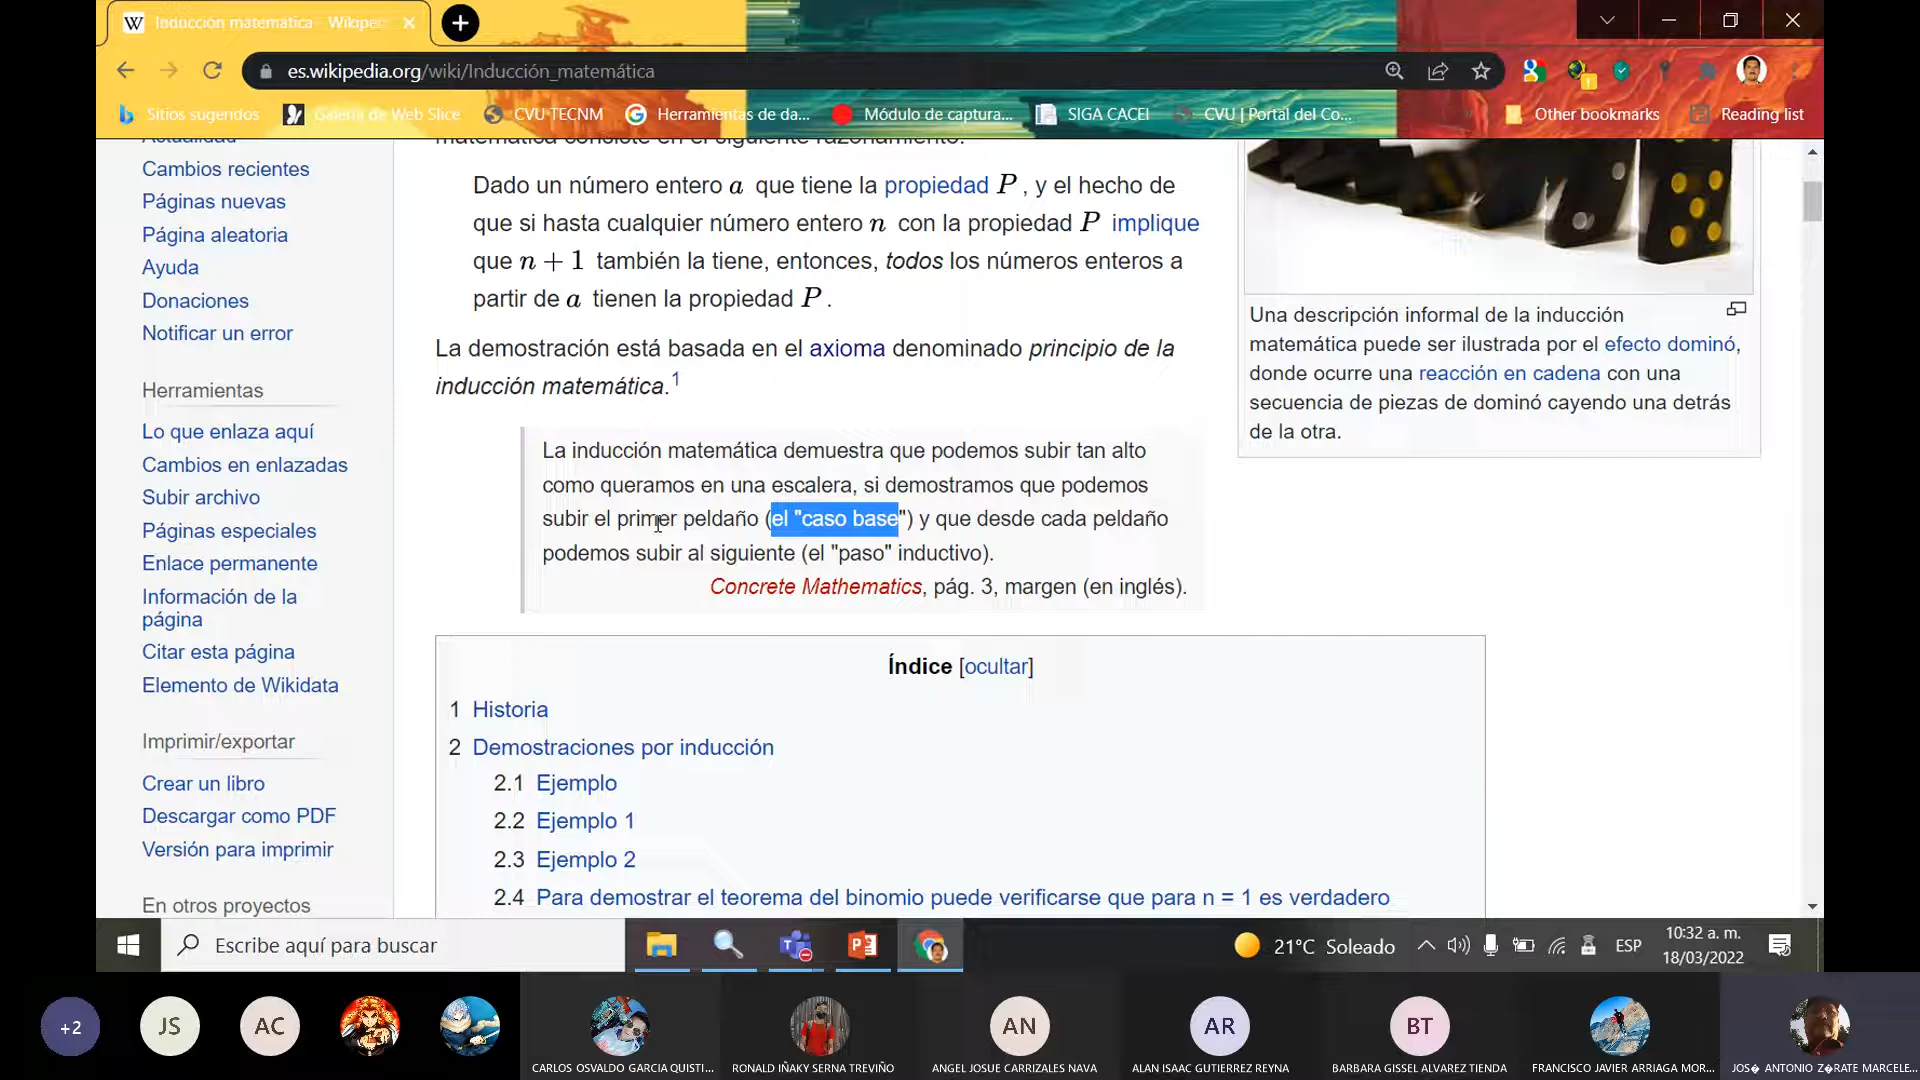 Inducción matemática - Wikiped
es.wikipedia.org/wiki/Inducción_matemática
Sitios sugeridos
Galería de Web Slice
CVU TECNM
Herramientas de da...
Módulo de captura...
SIGA CACEI
CVU | Portal del Co...
Other bookmarks
Reading list
Actualidad
Cambios recientes
Páginas nuevas
Página aleatoria
Ayuda
Donaciones
Notificar un error
Herramientas
Lo que enlaza aquí
Cambios en enlazadas
Subir archivo
Páginas especiales
Enlace permanente
Información de la
página
Citar esta página
Elemento de Wikidata
Imprimir/exportar
Crear un libro
Descargar como PDF
Versión para imprimir
En otros proyectos
matemática consiste en el siguiente razonamiento:
Dado un número entero a que tiene la propiedad P, y el hecho de
que si hasta cualquier número entero n con la propiedad P implique
que n + 1 también la tiene, entonces, todos los números enteros a
partir de a tienen la propiedad P.
La demostración está basada en el axioma denominado principio de la
inducción matemática.1
La inducción matemática demuestra que podemos subir tan alto
como queramos en una escalera, si demostramos que podemos
subir el primer peldaño (el "caso base") y que desde cada peldaño
podemos subir al siguiente (el "paso" inductivo).
Concrete Mathematics, pág. 3, margen (en inglés).
Una descripción informal de la inducción
matemática puede ser ilustrada por el efecto dominó,
donde ocurre una reacción en cadena con una
secuencia de piezas de dominó cayendo una detrás
de la otra.
Índice [ocultar]
1 Historia
2 Demostraciones por inducción
2.1 Ejemplo
2.2 Ejemplo 1
2.3 Ejemplo 2
2.4 Para demostrar el teorema del binomio puede verificarse que para n = 1 es verdadero
Escribe aquí para buscar
21°C Soleado
ESP
10:32 a. m.
18/03/2022
+2
JS
AC
AN
AR
BT
CARLOS OSVALDO GARCIA QUISTI...
RONALD IÑAKY SERNA TREVIÑO
ANGEL JOSUE CARRIZALES NAVA
ALAN ISAAC GUTIERREZ REYNA
BARBARA GISSEL ALVAREZ TIENDA
FRANCISCO JAVIER ARRIAGA MOR...
JOS� ANTONIO Z�RATE MARCELE...